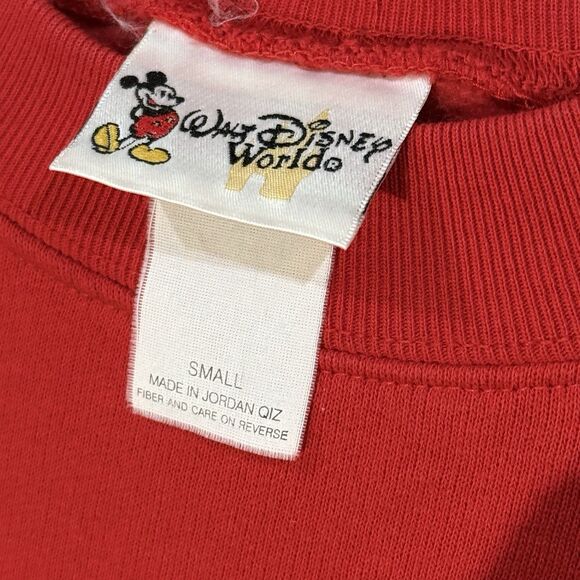 Walt Disney
World®
SMALL
MADE IN JORDAN QIZ
FIBER AND CARE ON REVERSE